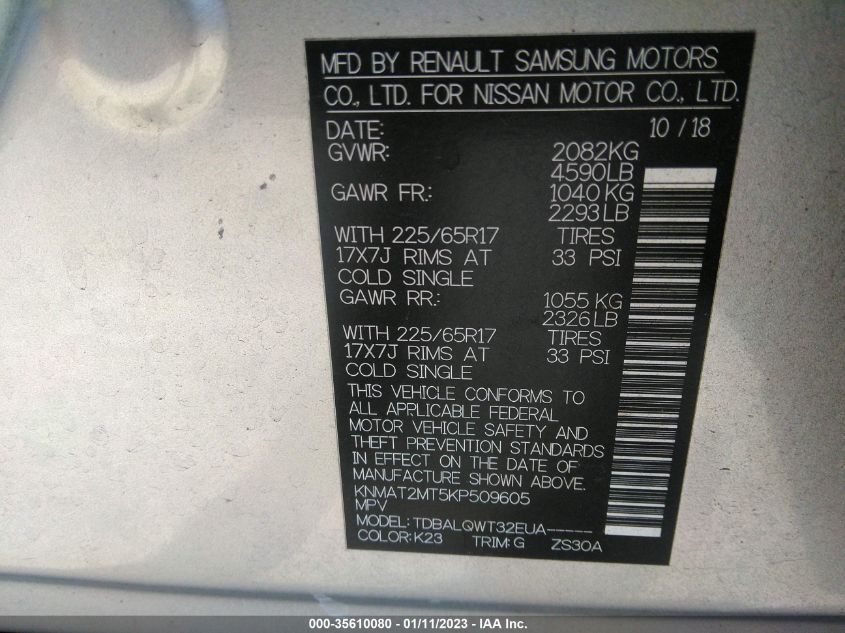 MFD BY RENAULT SAMSUNG MOTORS
CO., LTD. FOR NISSAN MOTOR CO., LTD.
DATE: 10 / 18
GVWR: 2082KG
4590LB
GAWR FR.: 1040 KG
2293 LB
WITH 225/65R17 TIRES
17X7J RIMS AT 33 PSI
COLD SINGLE
GAWR RR.: 1055 KG
2326 LB
WITH 225/65R17 TIRES
17X7J RIMS AT 33 PSI
COLD SINGLE
THIS VEHICLE CONFORMS TO
ALL APPLICABLE FEDERAL
MOTOR VEHICLE SAFETY AND
THEFT PREVENTION STANDARDS
IN EFFECT ON THE DATE OF
MANUFACTURE SHOWN ABOVE.
KNMAT2MT5KP509605
MPV
MODEL: TDBALQWT32EUA-----
COLOR: K23 TRIM: G ZS30A
000-35610080 - 01/11/2023 - IAA Inc.